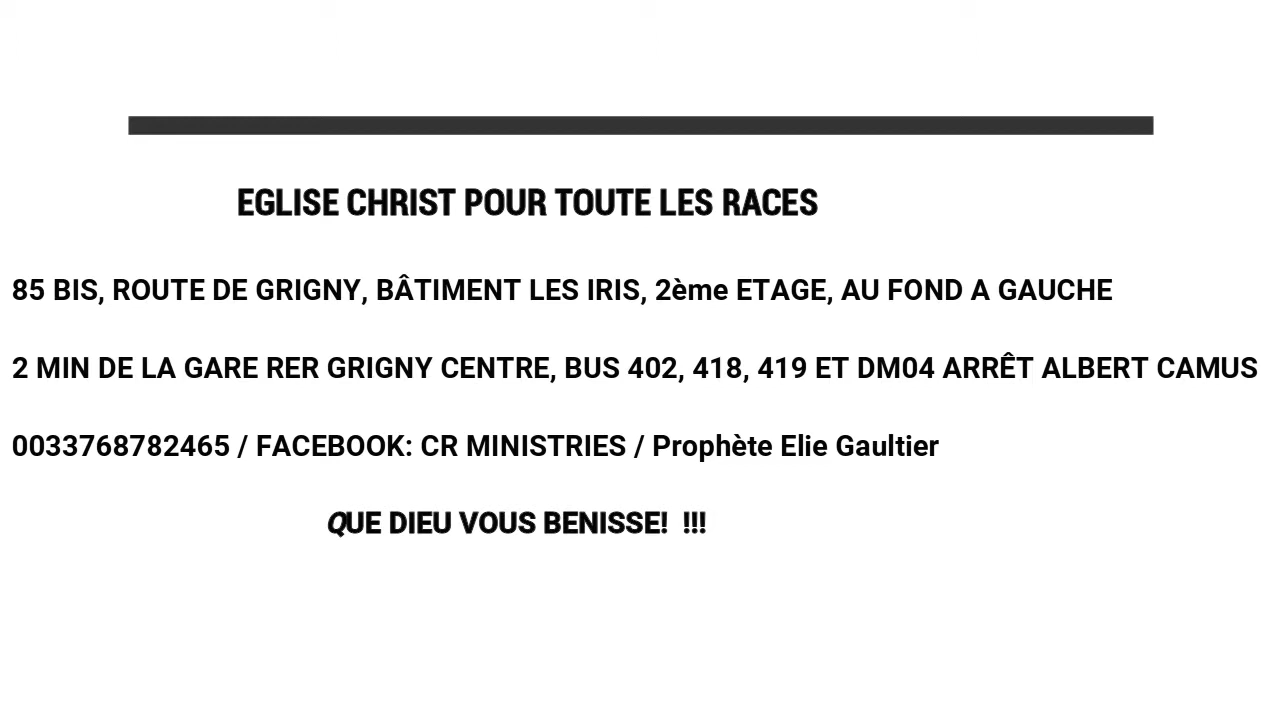 EGLISE CHRIST POUR TOUTE LES RACES
85 BIS, ROUTE DE GRIGNY, BÂTIMENT LES IRIS, 2ème ETAGE, AU FOND A GAUCHE
2 MIN DE LA GARE RER GRIGNY CENTRE, BUS 402, 418, 419 ET DM04 ARRÊT ALBERT CAMUS
0033768782465 / FACEBOOK: CR MINISTRIES / Prophète Elie Gaultier
QUE DIEU VOUS BENISSE!  !!!